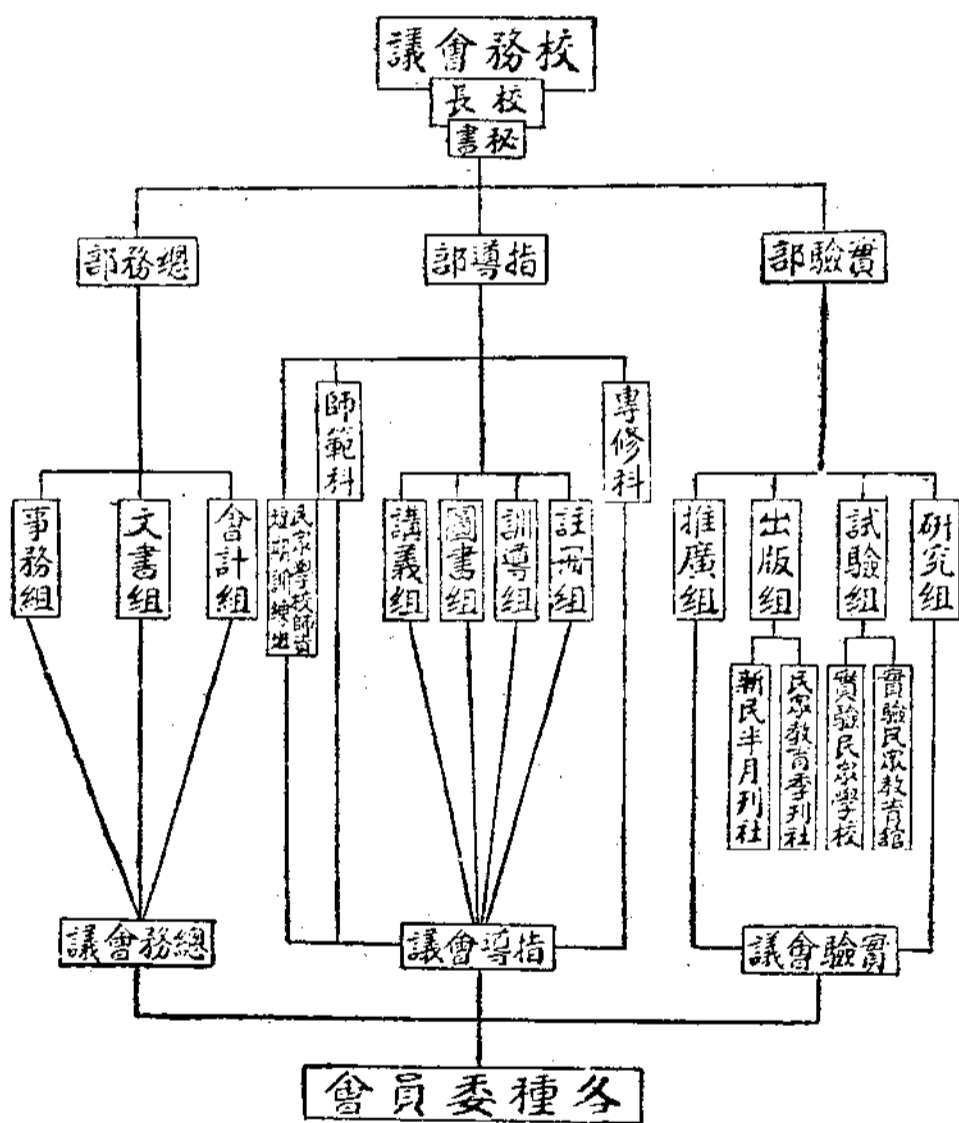 校務會議
校長
秘書
實驗部
指導部
總務部
專修科
師範科
民眾學校師資
短期訓練班
研究組
試驗組
出版組
推廣組
註冊組
訓導組
圖書組
講義組
會計組
文書組
事務組
實驗民眾教育館
實驗民眾學校
民眾教育季刊社
新民半月刊社
實驗會議
指導會議
總務會議
各種委員會